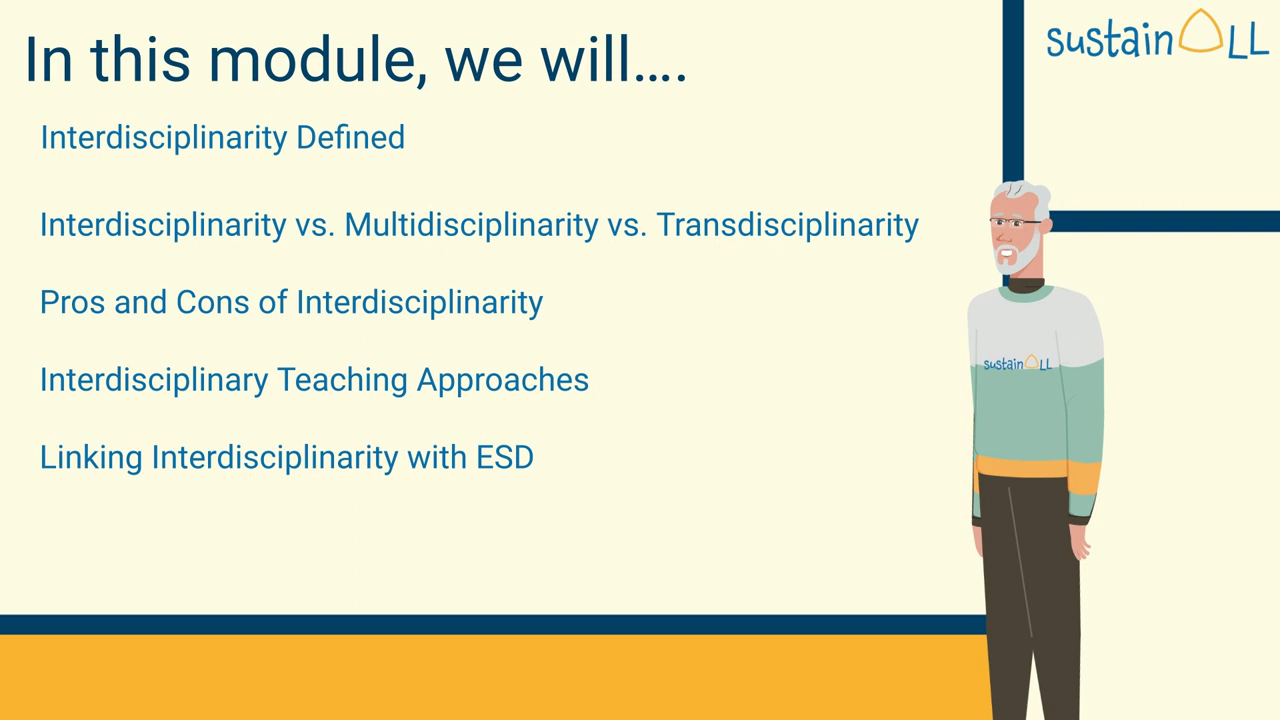 In this module, we will....
sustainALL
Interdisciplinarity Defined
Interdisciplinarity vs. Multidisciplinarity vs. Transdisciplinarity
Pros and Cons of Interdisciplinarity
Interdisciplinary Teaching Approaches
Linking Interdisciplinarity with ESD
sustainALL